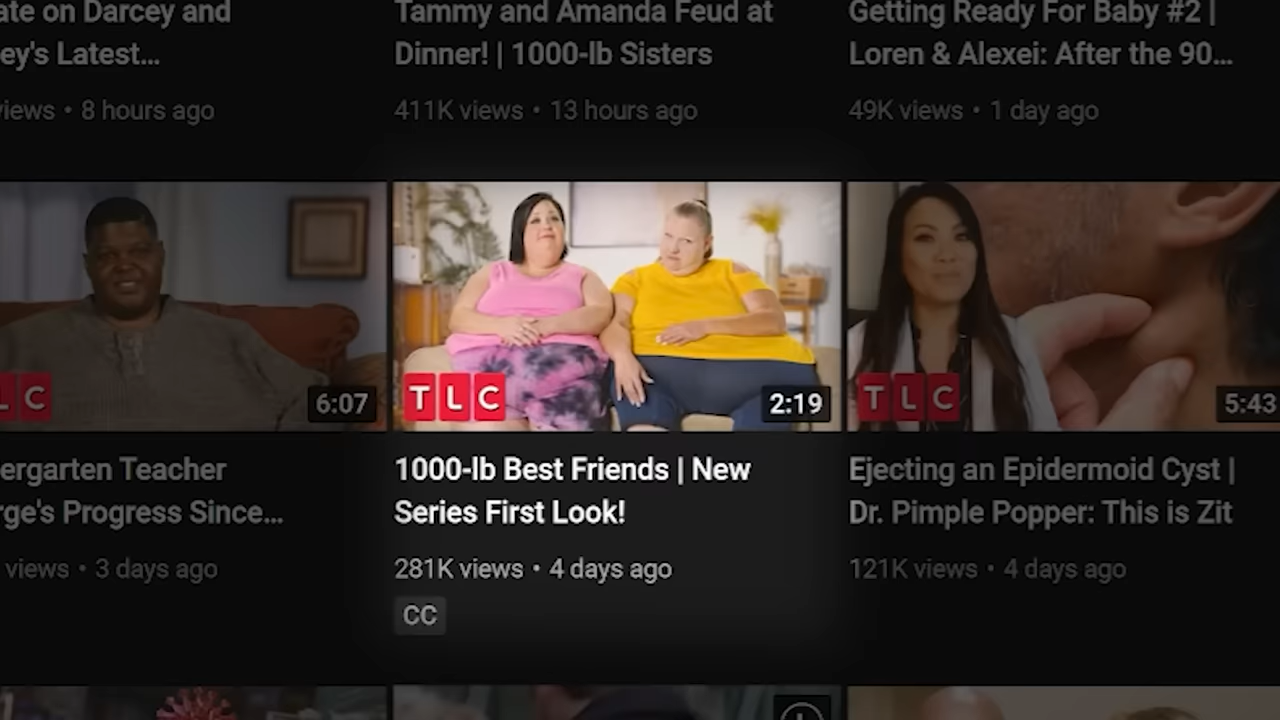 ate on Darcey and
ey's Latest...
views • 8 hours ago
Tammy and Amanda Feud at
Dinner! | 1000-lb Sisters
411K views • 13 hours ago
Getting Ready For Baby #2 |
Loren & Alexei: After the 90...
49K views • 1 day ago
LC
6:07
TLC
2:19
TLC
5:43
ergarten Teacher
rge's Progress Since...
views • 3 days ago
1000-lb Best Friends | New
Series First Look!
281K views • 4 days ago
CC
Ejecting an Epidermoid Cyst |
Dr. Pimple Popper: This is Zit
121K views • 4 days ago